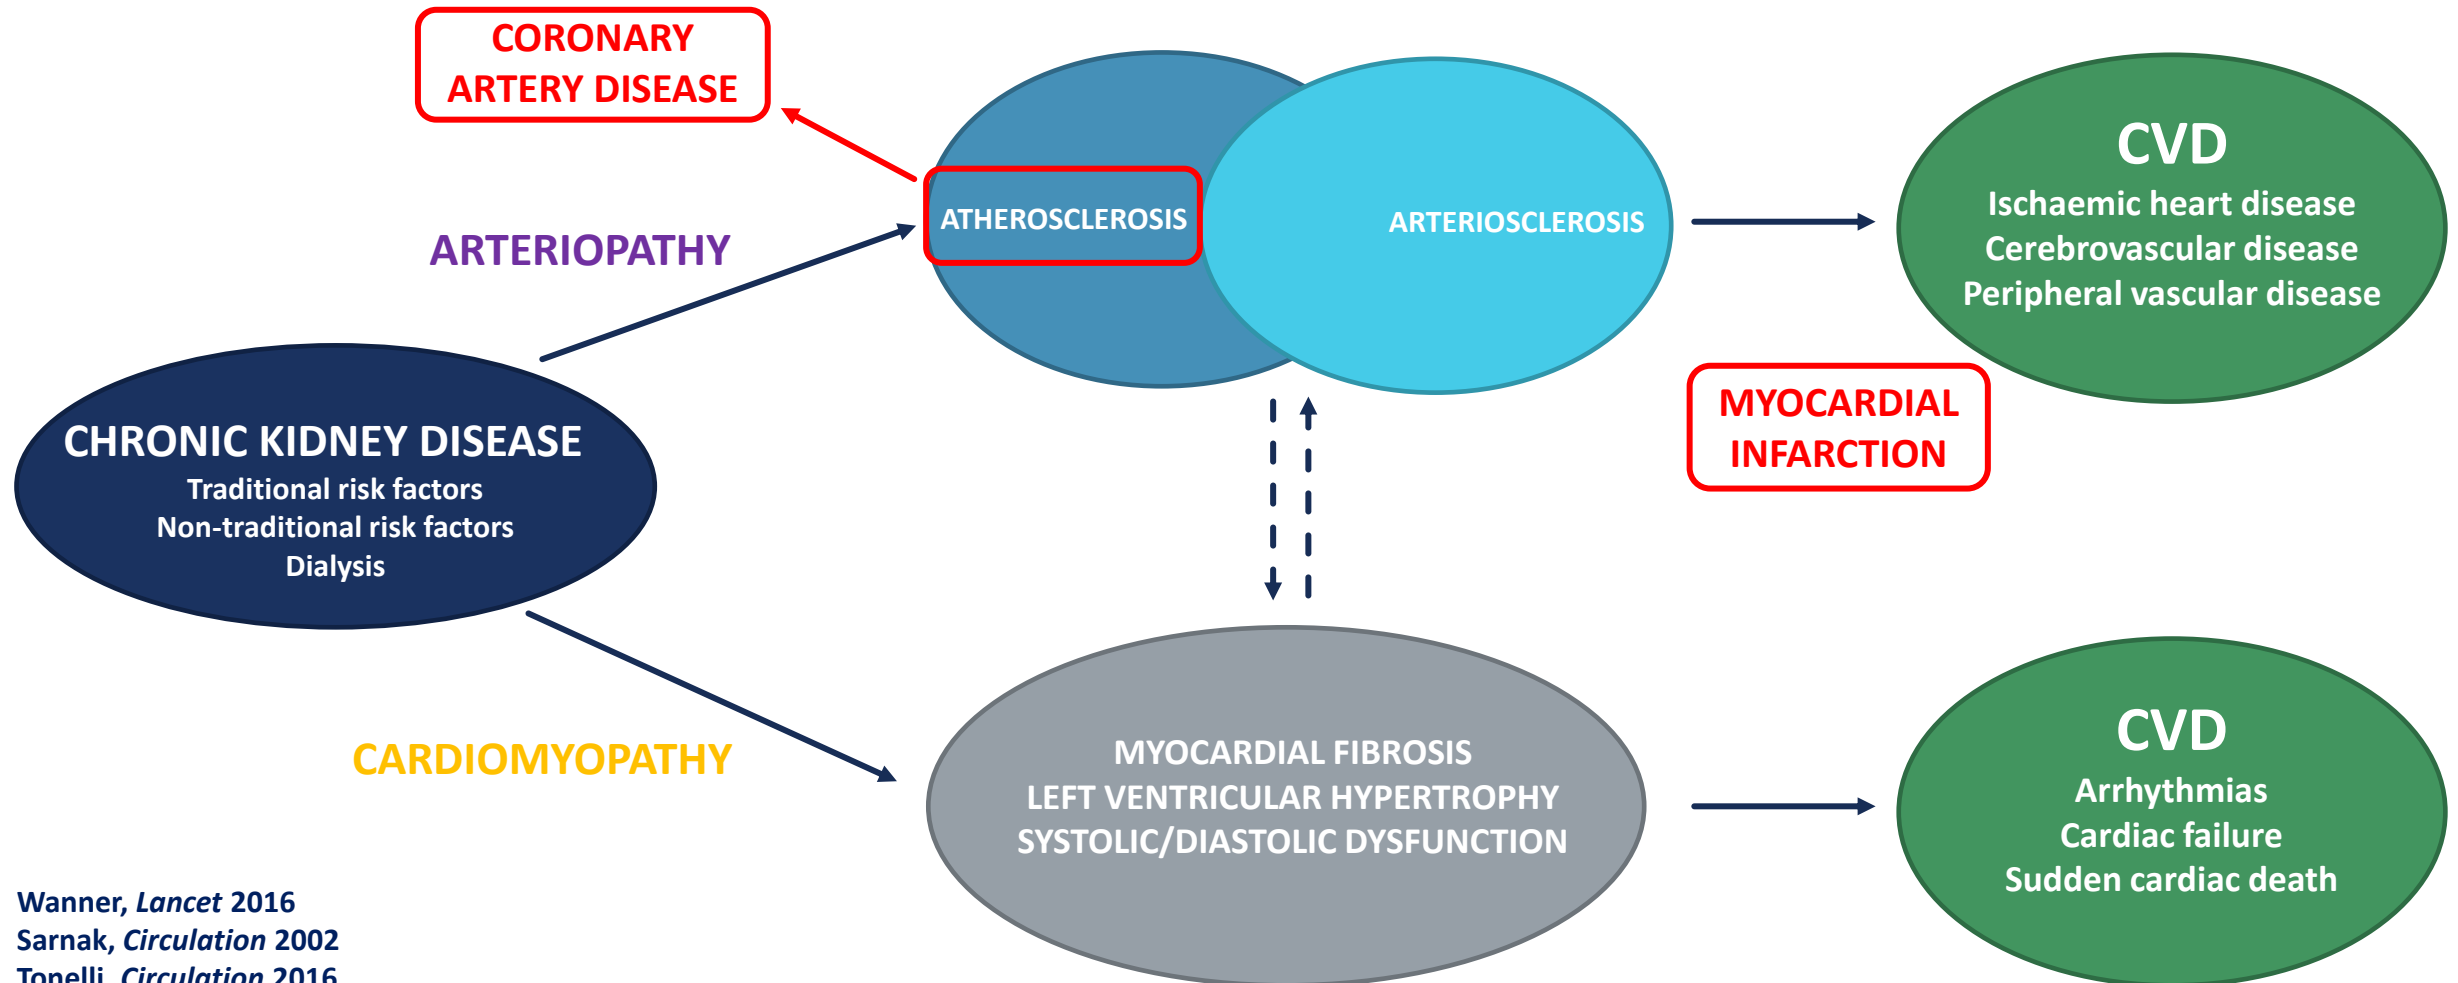 CORONARY
ARTERY DISEASE
ATHEROSCLEROSIS
ARTERIOSCLEROSIS
CVD
Ischaemic heart disease
Cerebrovascular disease
Peripheral vascular disease
ARTERIOPATHY
MYOCARDIAL
INFARCTION
CHRONIC KIDNEY DISEASE
Traditional risk factors
Non-traditional risk factors
Dialysis
CARDIOMYOPATHY
MYOCARDIAL FIBROSIS
LEFT VENTRICULAR HYPERTROPHY
SYSTOLIC/DIASTOLIC DYSFUNCTION
CVD
Arrhythmias
Cardiac failure
Sudden cardiac death
Wanner, Lancet 2016
Sarnak, Circulation 2002
Tonelli, Circulation 2016